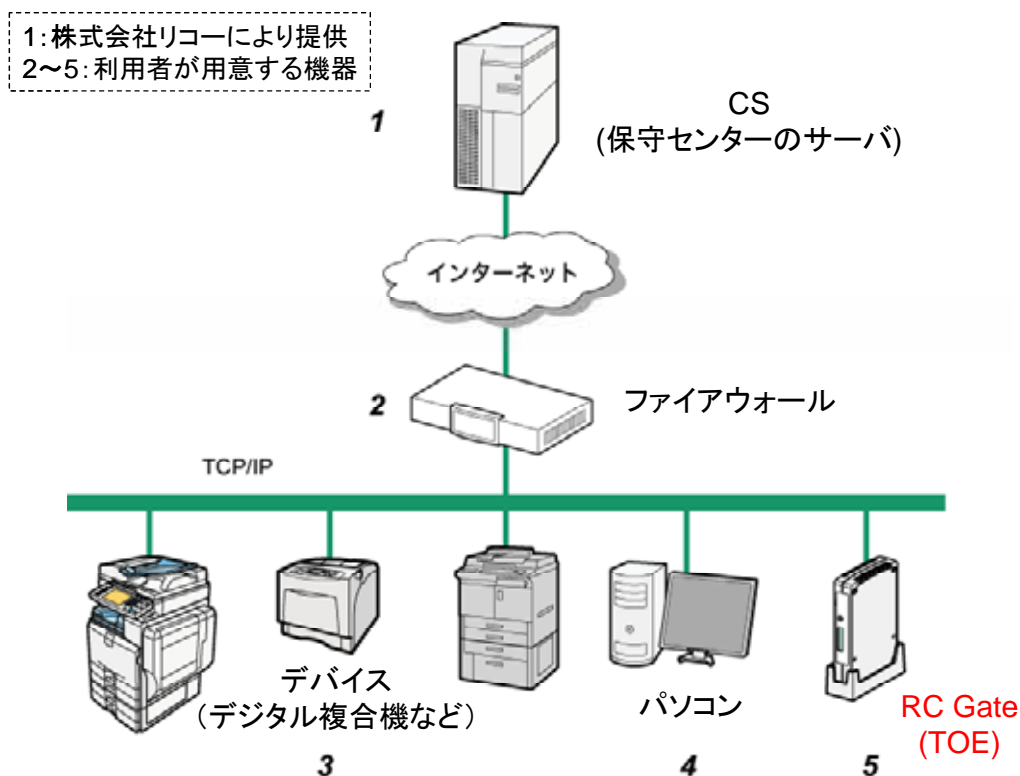 1:株式会社リコーにより提供
2～5:利用者が用意する機器
1
CS
(保守センターのサーバ)
インターネット
2
ファイアウォール
TCP/IP
デバイス
（デジタル複合機など）
3
パソコン
4
RC Gate
(TOE)
5